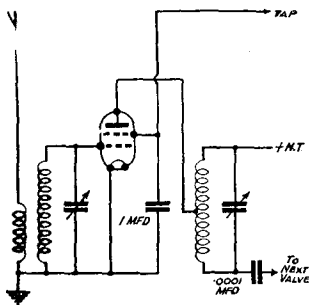 TAP
+ H.T
1 MFD
.0001
MFD
TO
NEXT
VALVE